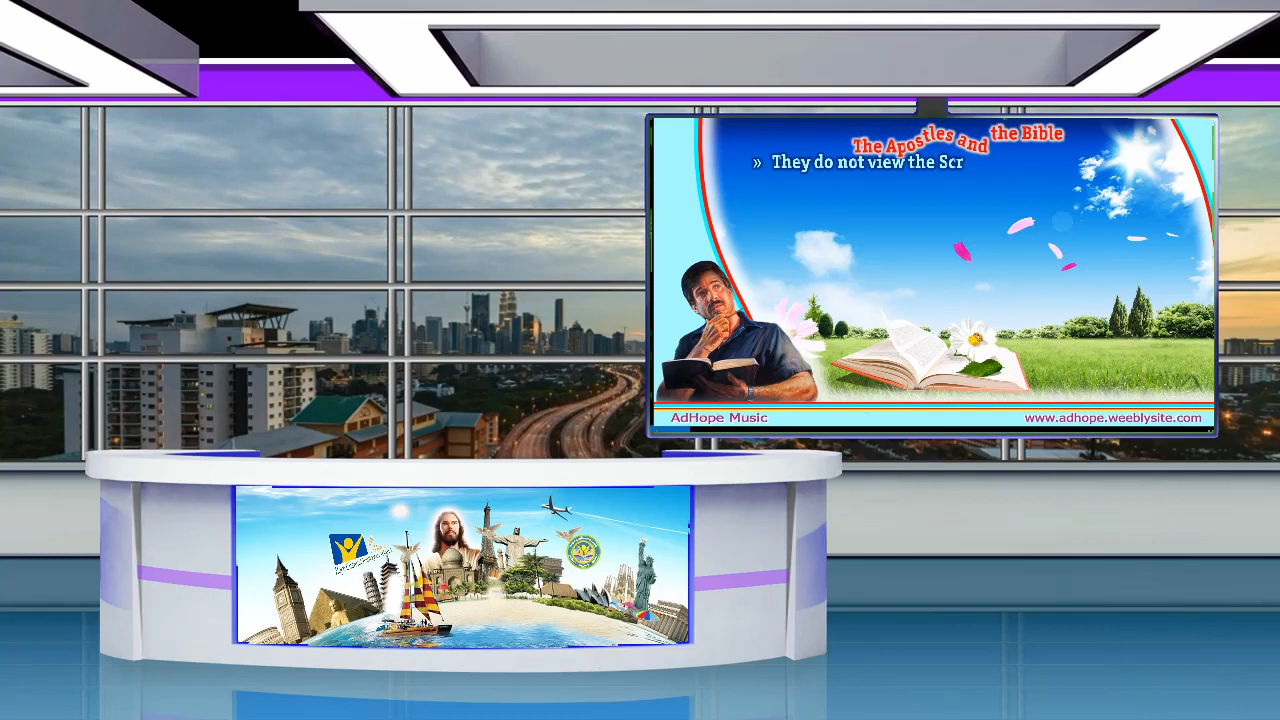 The Apostles and the Bible
» They do not view the Scr
AdHope Music
www.adhope.weeblysite.com